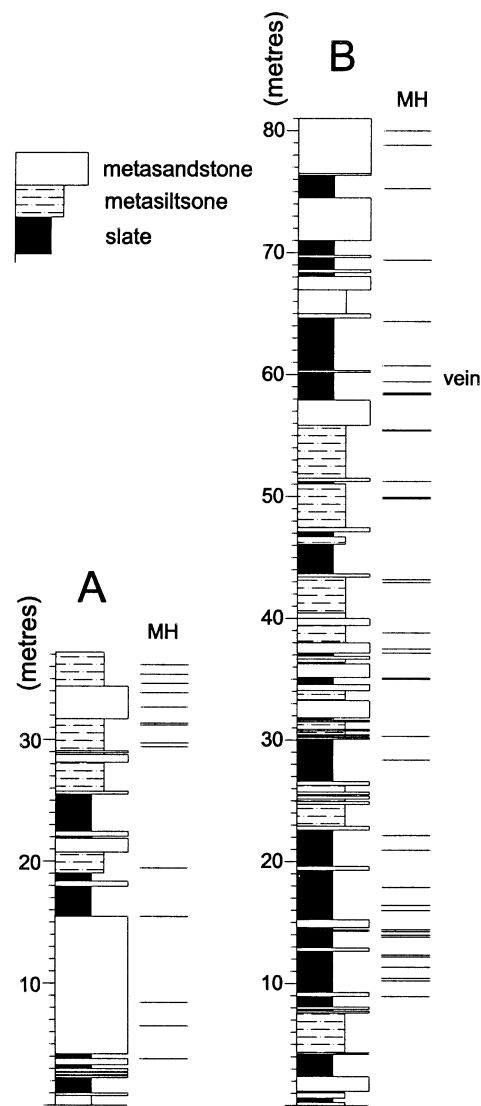 metasandstone
metasiltsone
slate
A
(metres)
MH
30
20
10
B
(metres)
MH
80
70
60
vein
50
40
30
20
10